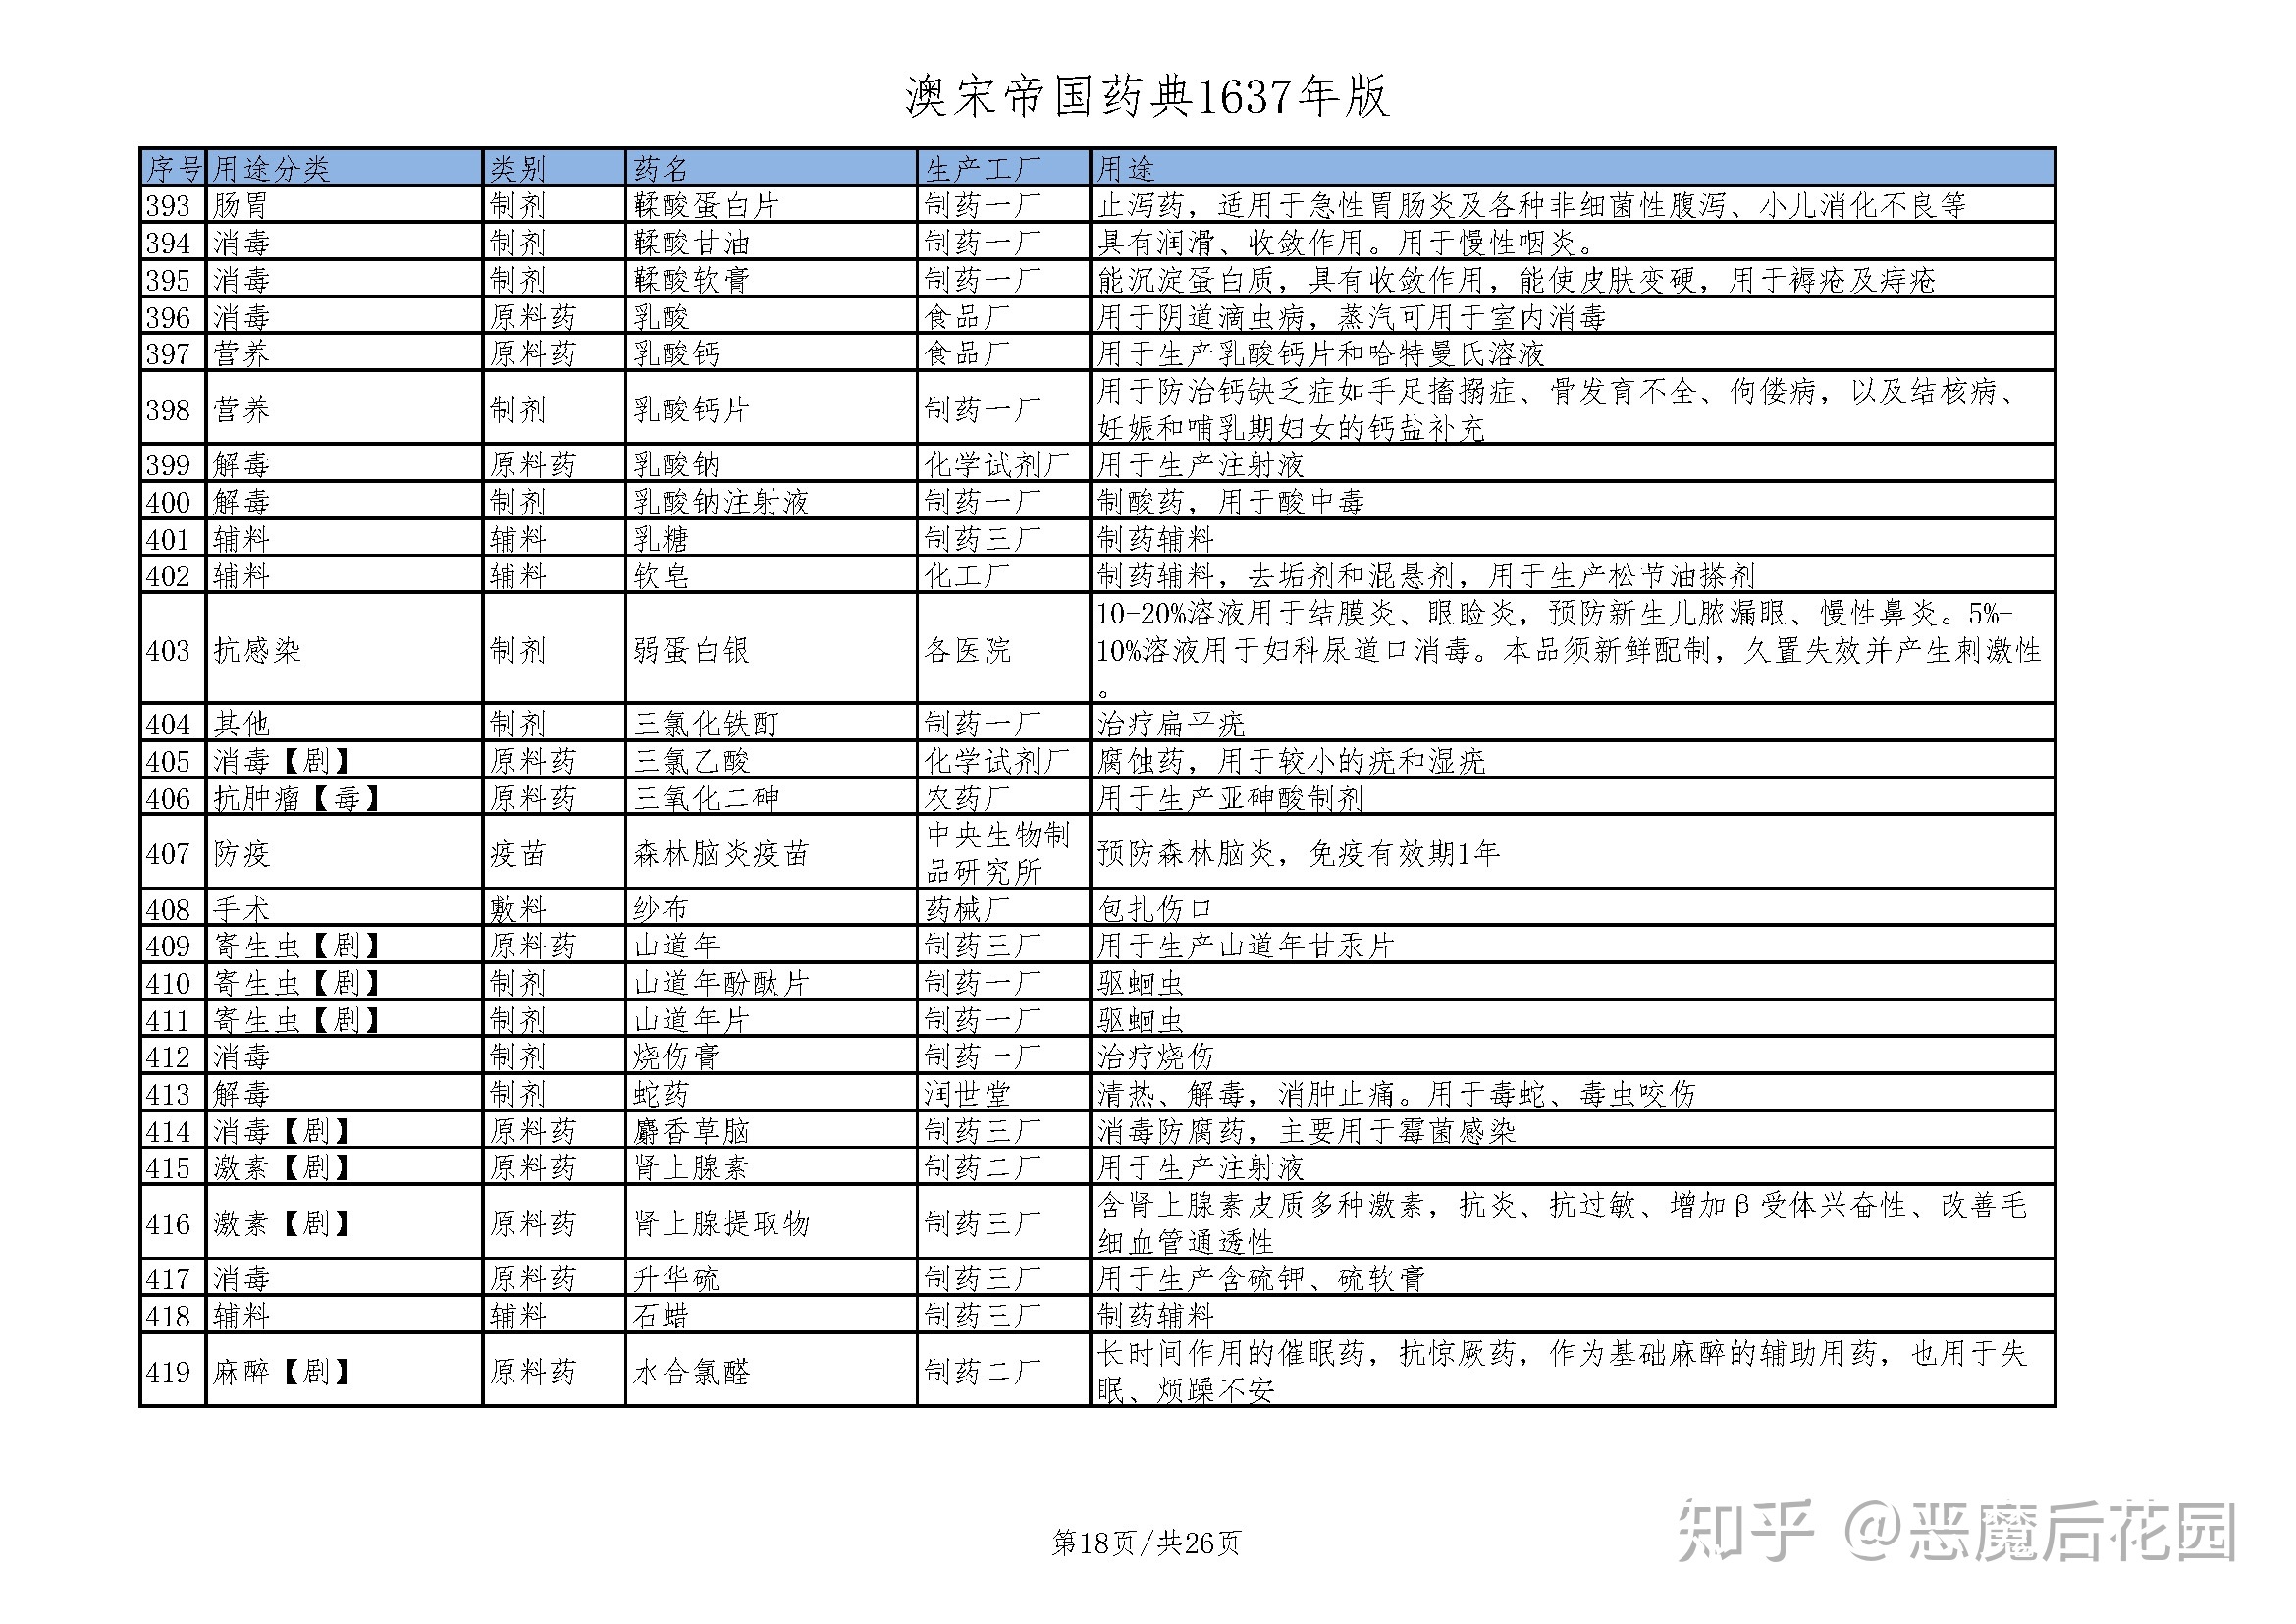 澳宋帝国药典1637年版
序号 用途分类 类别 药名 生产工厂 用途
393 肠胃 制剂 鞣酸蛋白片 制药一厂 止泻药，适用于急性胃肠炎及各种非细菌性腹泻、小儿消化不良等
394 消毒 制剂 鞣酸甘油 制药一厂 具有润滑、收敛作用。用于慢性咽炎。
395 消毒 制剂 鞣酸软膏 制药一厂 能沉淀蛋白质，具有收敛作用，能使皮肤变硬，用于褥疮及痔疮
396 消毒 原料药 乳酸 食品厂 用于阴道滴虫病，蒸汽可用于室内消毒
397 营养 原料药 乳酸钙 食品厂 用于生产乳酸钙片和哈特曼氏溶液
398 营养 制剂 乳酸钙片 制药一厂 用于防治钙缺乏症如手足搐搦症、骨发育不全、佝偻病，以及结核病、
妊娠和哺乳期妇女的钙盐补充
399 解毒 原料药 乳酸钠 化学试剂厂 用于生产注射液
400 解毒 制剂 乳酸钠注射液 制药一厂 制酸药，用于酸中毒
401 辅料 辅料 乳糖 制药三厂 制药辅料
402 辅料 辅料 软皂 化工厂 制药辅料，去垢剂和混悬剂，用于生产松节油搽剂
403 抗感染 制剂 弱蛋白银 各医院 10-20%溶液用于结膜炎、眼睑炎，预防新生儿脓漏眼、慢性鼻炎。5%-
10%溶液用于妇科尿道口消毒。本品须新鲜配制，久置失效并产生刺激性
。
404 其他 制剂 三氯化铁酊 制药一厂 治疗扁平疣
405 消毒【剧】 原料药 三氯乙酸 化学试剂厂 腐蚀药，用于较小的疣和湿疣
406 抗肿瘤【毒】 原料药 三氧化二砷 农药厂 用于生产亚砷酸制剂
407 防疫 疫苗 森林脑炎疫苗 中央生物制
品研究所 预防森林脑炎，免疫有效期1年
408 手术 敷料 纱布 药械厂 包扎伤口
409 寄生虫【剧】 原料药 山道年 制药三厂 用于生产山道年甘汞片
410 寄生虫【剧】 制剂 山道年酚酞片 制药一厂 驱蛔虫
411 寄生虫【剧】 制剂 山道年片 制药一厂 驱蛔虫
412 消毒 制剂 烧伤膏 制药一厂 治疗烧伤
413 解毒 制剂 蛇药 润世堂 清热、解毒，消肿止痛。用于毒蛇、毒虫咬伤
414 消毒【剧】 原料药 麝香草脑 制药三厂 消毒防腐药，主要用于霉菌感染
415 激素【剧】 原料药 肾上腺素 制药二厂 用于生产注射液
416 激素【剧】 原料药 肾上腺提取物 制药三厂 含肾上腺素皮质多种激素，抗炎、抗过敏、增加β受体兴奋性、改善毛
细血管通透性
417 消毒 原料药 升华硫 制药三厂 用于生产含硫钾、硫软膏
418 辅料 辅料 石蜡 制药三厂 制药辅料
419 麻醉【剧】 原料药 水合氯醛 制药二厂 长时间作用的催眠药，抗惊厥药，作为基础麻醉的辅助用药，也用于失
眠、烦躁不安
第18页/共26页
知乎 @恶魔后花园